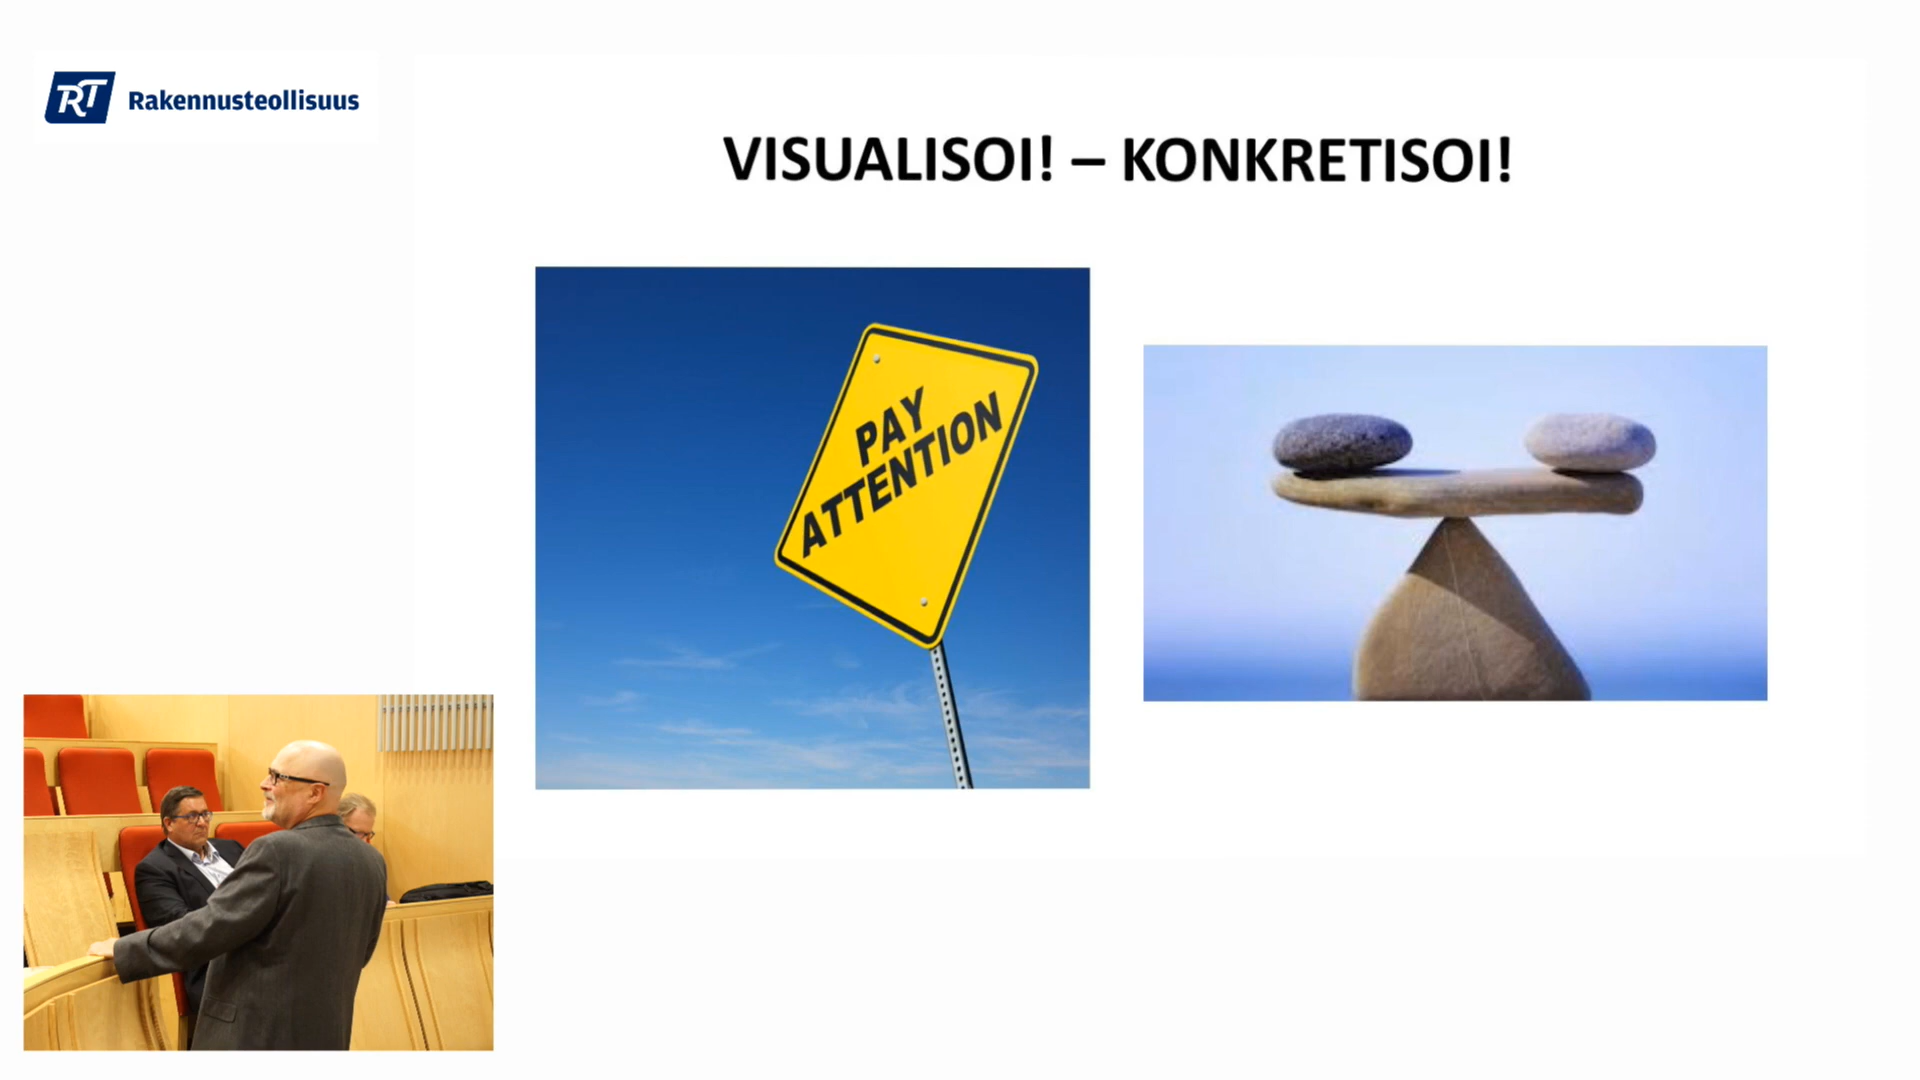 RT Rakennusteollisuus
VISUALISOI! – KONKRETISOI!
PAY
ATTENTION